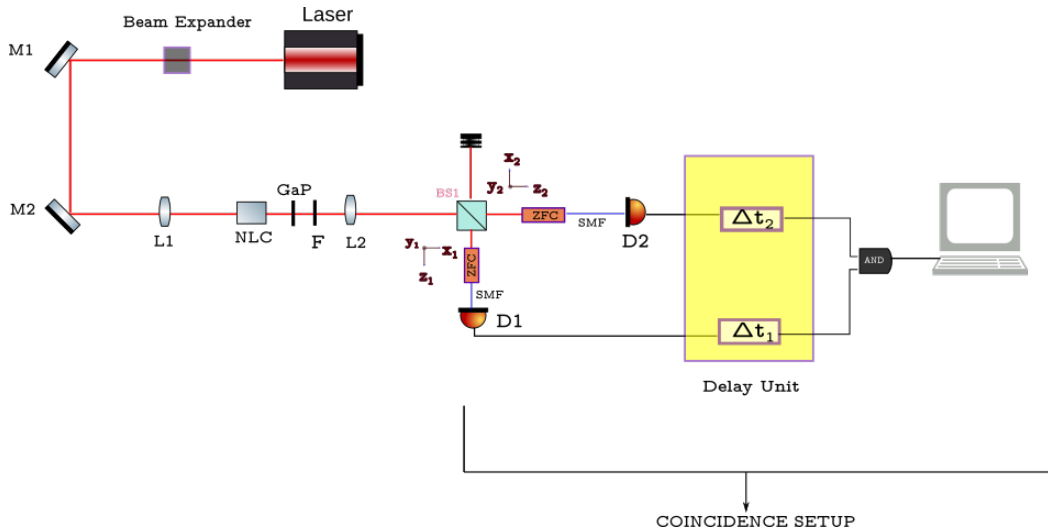 Laser
Beam Expander
M1
x₂
GaP
BS1
y₂
z₂
M2
ZFC
SMF
Δt₂
L1
NLC
F
L2
D2
y₁
x₁
z₁
ZFC
AND
SMF
D1
Δt₁
Delay Unit
COINCIDENCE SETUP